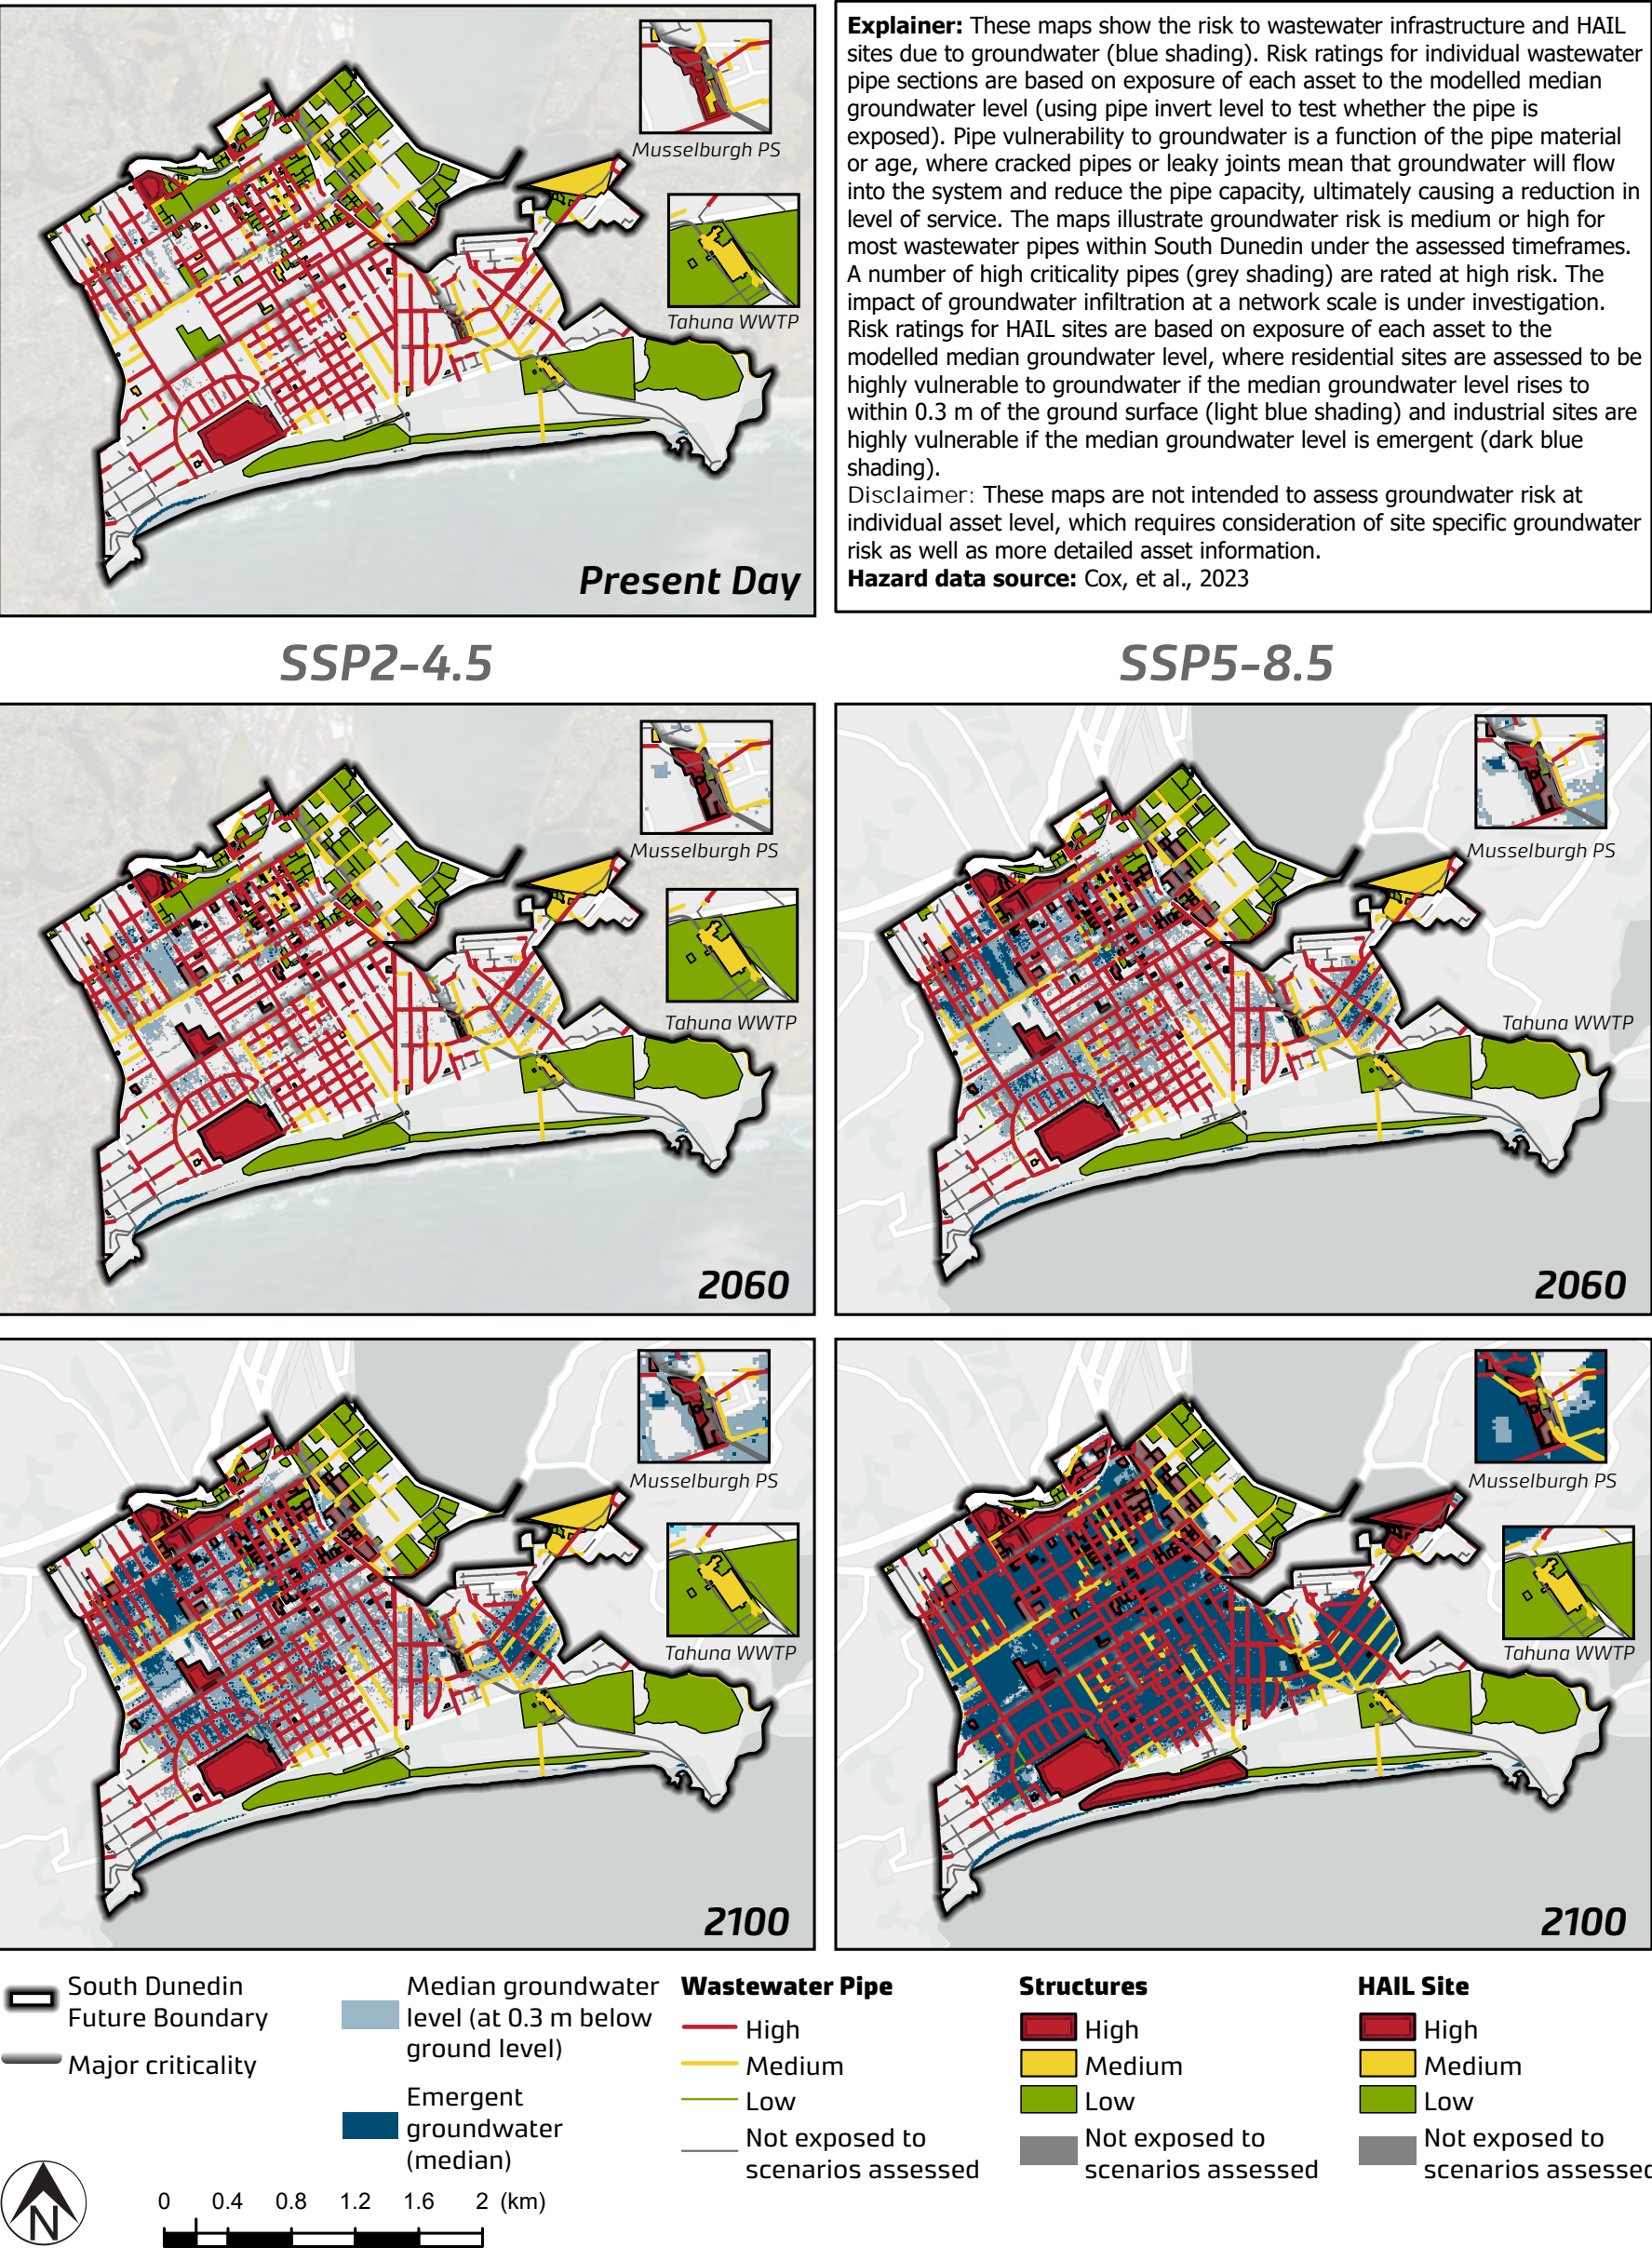 Musselburgh PS
Tahuna WWTP
Present Day
Explainer: These maps show the risk to wastewater infrastructure and HAIL
sites due to groundwater (blue shading). Risk ratings for individual wastewater
pipe sections are based on exposure of each asset to the modelled median
groundwater level (using pipe invert level to test whether the pipe is
exposed). Pipe vulnerability to groundwater is a function of the pipe material
or age, where cracked pipes or leaky joints mean that groundwater will flow
into the system and reduce the pipe capacity, ultimately causing a reduction in
level of service. The maps illustrate groundwater risk is medium or high for
most wastewater pipes within South Dunedin under the assessed timeframes.
A number of high criticality pipes (grey shading) are rated at high risk. The
impact of groundwater infiltration at a network scale is under investigation.
Risk ratings for HAIL sites are based on exposure of each asset to the
modelled median groundwater level, where residential sites are assessed to be
highly vulnerable to groundwater if the median groundwater level rises to
within 0.3 m of the ground surface (light blue shading) and industrial sites are
highly vulnerable if the median groundwater level is emergent (dark blue
shading).
Disclaimer: These maps are not intended to assess groundwater risk at
individual asset level, which requires consideration of site specific groundwater
risk as well as more detailed asset information.
Hazard data source: Cox, et al., 2023
SSP2-4.5
SSP5-8.5
Musselburgh PS
Tahuna WWTP
2060
Musselburgh PS
Tahuna WWTP
2060
Musselburgh PS
Tahuna WWTP
2100
Musselburgh PS
Tahuna WWTP
2100
South Dunedin
Future Boundary
Major criticality
Median groundwater
level (at 0.3 m below
ground level)
Emergent
groundwater
(median)
Wastewater Pipe
High
Medium
Low
Not exposed to
scenarios assessed
Structures
High
Medium
Low
Not exposed to
scenarios assessed
HAIL Site
High
Medium
Low
Not exposed to
scenarios assessed
N
0 0.4 0.8 1.2 1.6 2 (km)